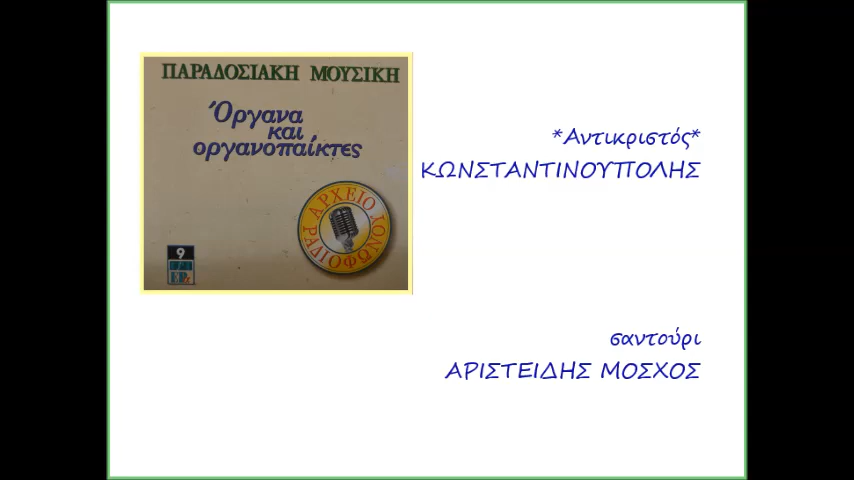 ΠΑΡΑΔΟΣΙΑΚΗ ΜΟΥΣΙΚΗ
Όργανα
και
οργανοπαίκτες
ΑΡΧΕΙΟ
ΡΑΔΙΟΦΩΝΟΥ
9
*Αντικριστός*
ΚΩΝΣΤΑΝΤΙΝΟΥΠΟΛΗΣ
σαντούρι
ΑΡΙΣΤΕΙΔΗΣ ΜΟΣΧΟΣ